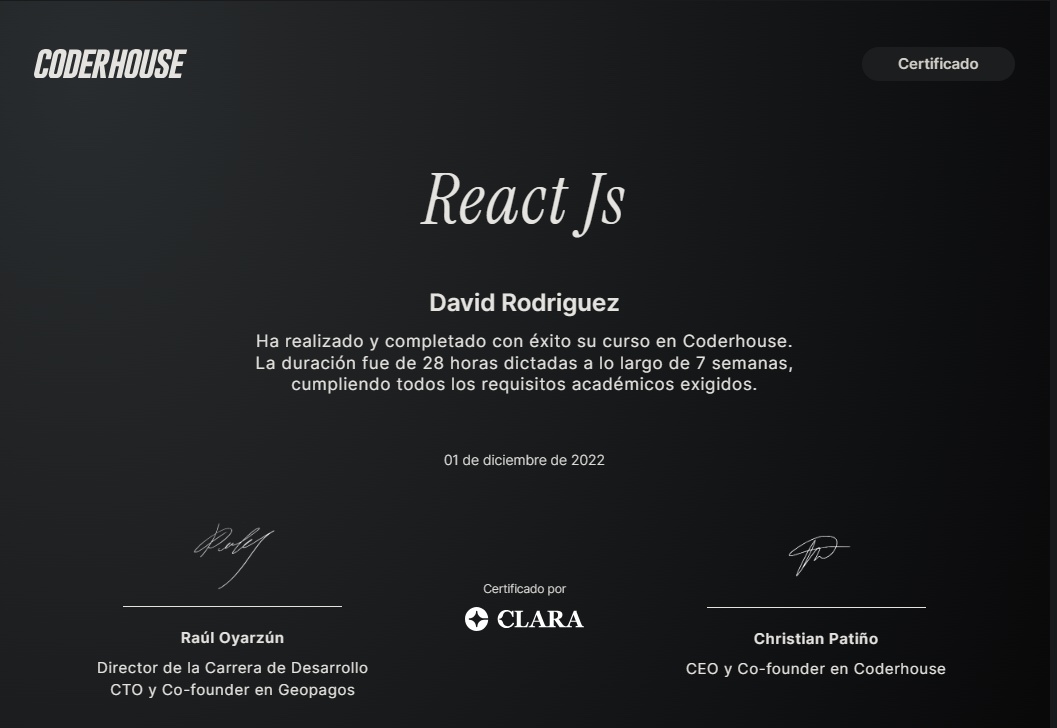 CODERHOUSE
Certificado
React Js
David Rodriguez
Ha realizado y completado con éxito su curso en Coderhouse.
La duración fue de 28 horas dictadas a lo largo de 7 semanas,
cumpliendo todos los requisitos académicos exigidos.
01 de diciembre de 2022
Certificado por
CLARA
Raúl Oyarzún
Director de la Carrera de Desarrollo
CTO y Co-founder en Geopagos
Christian Patiño
CEO y Co-founder en Coderhouse